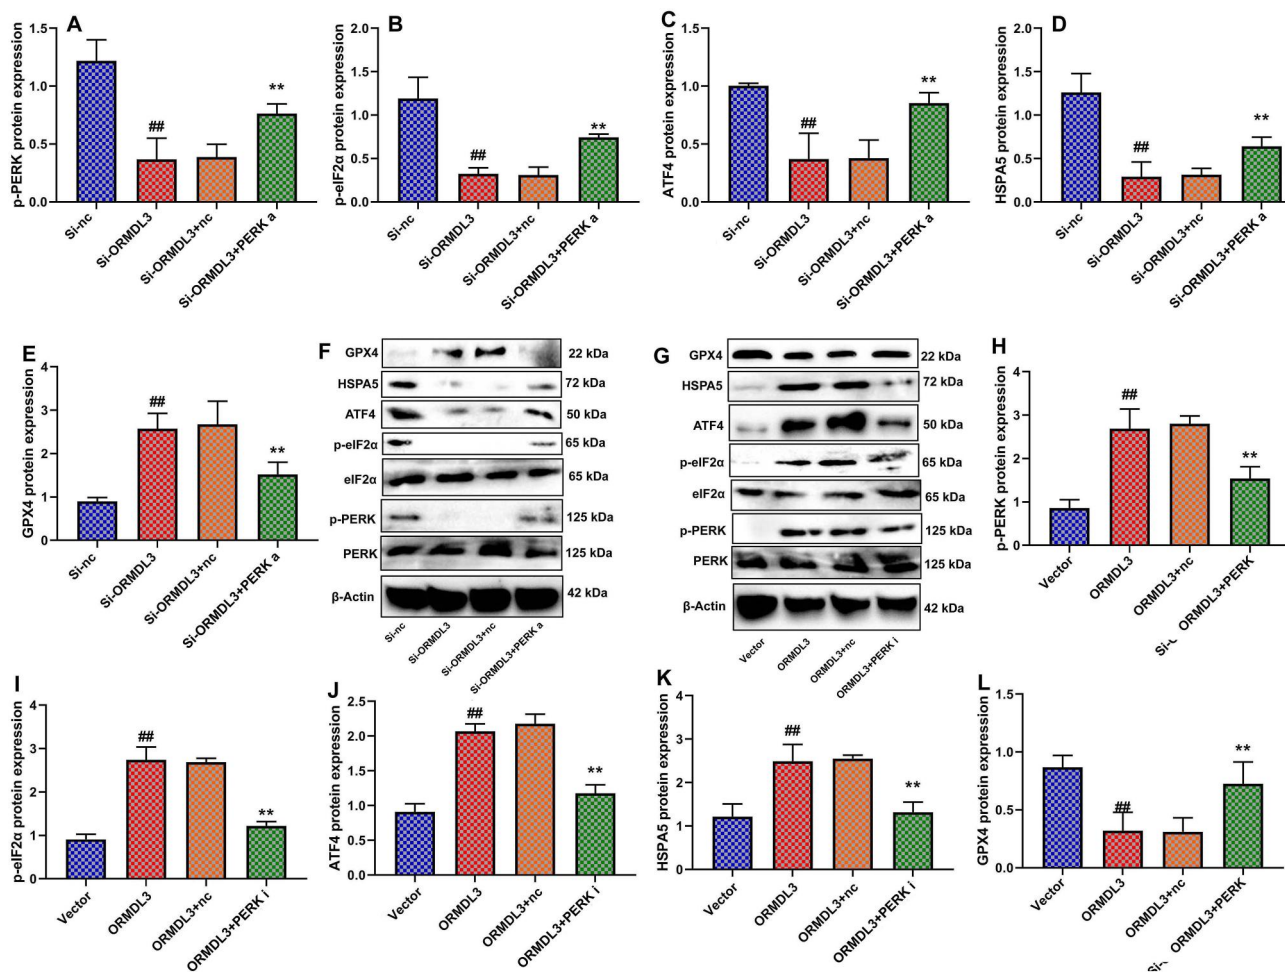 A
p-PERK protein expression
1.5
1.0
0.5
0.0
##
**
Si-nc
Si-ORMDL3
Si-ORMDL3+nc
Si-ORMDL3+PERK a
B
p-eIF2α protein expression
2.0
1.5
1.0
0.5
0.0
##
**
Si-nc
Si-ORMDL3
Si-ORMDL3+nc
Si-ORMDL3+PERK a
C
ATF4 protein expression
1.5
1.0
0.5
0.0
##
**
Si-nc
Si-ORMDL3
Si-ORMDL3+nc
Si-ORMDL3+PERK a
D
HSPA5 protein expression
2.0
1.5
1.0
0.5
0.0
##
**
Si-nc
Si-ORMDL3
Si-ORMDL3+nc
Si-ORMDL3+PERK a
E
GPX4 protein expression
4
3
2
1
0
##
**
Si-nc
Si-ORMDL3
Si-ORMDL3+nc
Si-ORMDL3+PERK a
F
GPX4 22 kDa
HSPA5 72 kDa
ATF4 50 kDa
p-eIF2α 65 kDa
eIF2α 65 kDa
p-PERK 125 kDa
PERK 125 kDa
β-Actin 42 kDa
Si-nc
Si-ORMDL3
Si-ORMDL3+nc
Si-ORMDL3+PERK a
G
GPX4 22 kDa
HSPA5 72 kDa
ATF4 50 kDa
p-eIF2α 65 kDa
eIF2α 65 kDa
p-PERK 125 kDa
PERK 125 kDa
β-Actin 42 kDa
Vector
ORMDL3
ORMDL3+nc
ORMDL3+PERK i
H
p-PERK protein expression
4
3
2
1
0
##
**
Vector
ORMDL3
ORMDL3+nc
ORMDL3+PERK
Si-
I
p-eIF2α protein expression
4
3
2
1
0
##
**
Vector
ORMDL3
ORMDL3+nc
ORMDL3+PERK i
J
ATF4 protein expression
2.5
2.0
1.5
1.0
0.5
0.0
##
**
Vector
ORMDL3
ORMDL3+nc
ORMDL3+PERK i
K
HSPA5 protein expression
4
3
2
1
0
##
**
Vector
ORMDL3
ORMDL3+nc
ORMDL3+PERK i
L
GPX4 protein expression
1.5
1.0
0.5
0.0
##
**
Vector
ORMDL3
ORMDL3+nc
ORMDL3+PERK
Si-